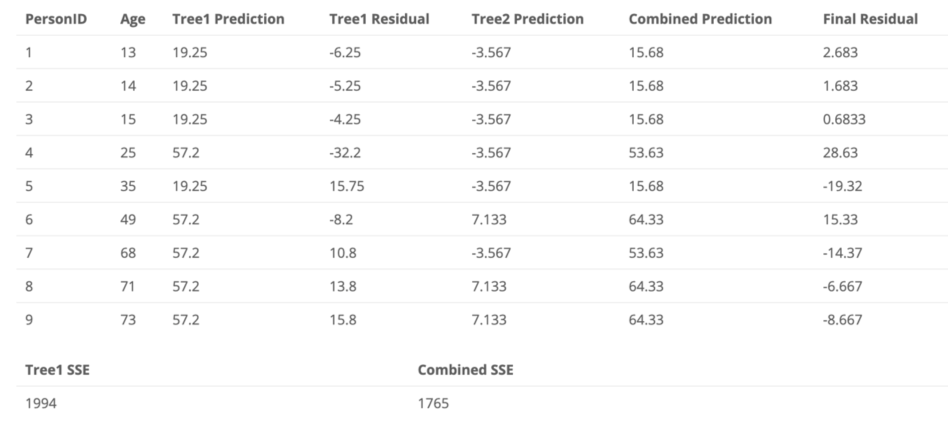 PersonID Age Tree1 Prediction Tree1 Residual Tree2 Prediction Combined Prediction Final Residual
1 13 19.25 -6.25 -3.567 15.68 2.683
2 14 19.25 -5.25 -3.567 15.68 1.683
3 15 19.25 -4.25 -3.567 15.68 0.6833
4 25 57.2 -32.2 -3.567 53.63 28.63
5 35 19.25 15.75 -3.567 15.68 -19.32
6 49 57.2 -8.2 7.133 64.33 15.33
7 68 57.2 10.8 -3.567 53.63 -14.37
8 71 57.2 13.8 7.133 64.33 -6.667
9 73 57.2 15.8 7.133 64.33 -8.667
Tree1 SSE Combined SSE
1994 1765